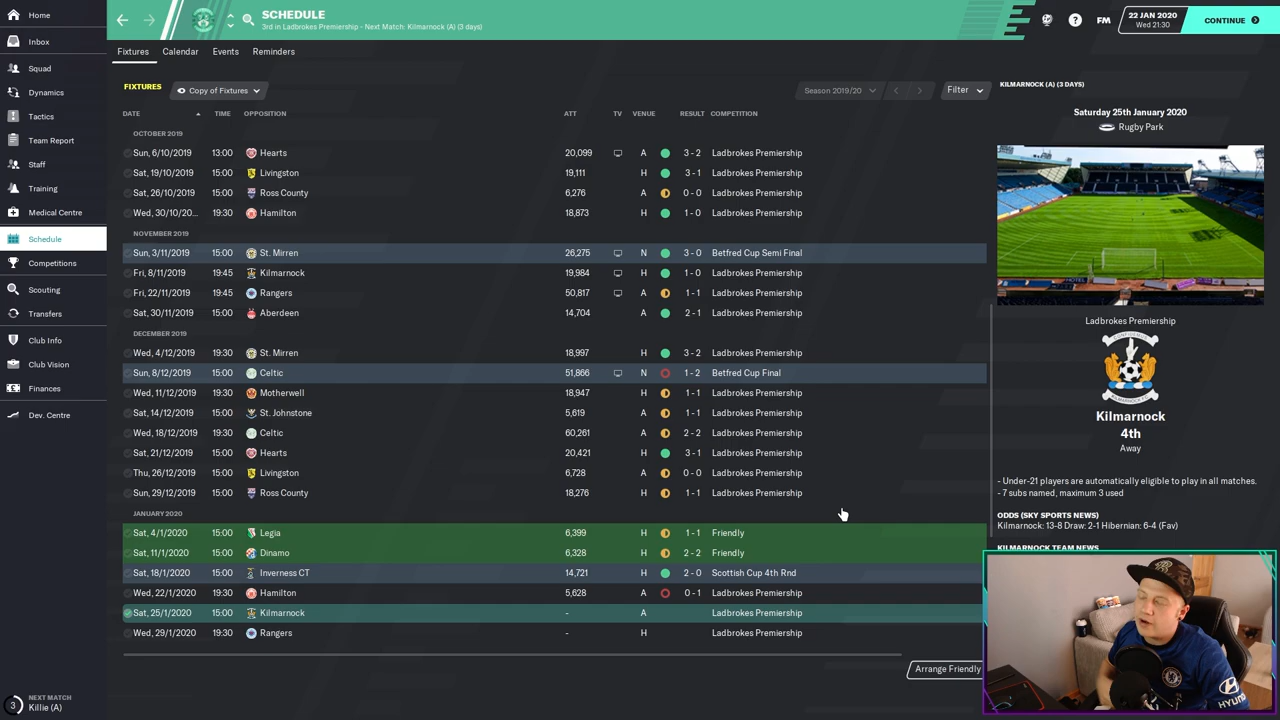 Home
Inbox
Squad
Dynamics
Tactics
Team Report
Staff
Training
Medical Centre
Schedule
Competitions
Scouting
Transfers
Club Info
Club Vision
Finances
Dev. Centre
3
NEXT MATCH
Killie (A)
SCHEDULE
3rd in Ladbrokes Premiership - Next Match: Kilmarnock (A) (3 days)
?
FM
22 JAN 2020
Wed 21:30
CONTINUE
Fixtures Calendar Events Reminders
FIXTURES
Copy of Fixtures
Season 2019/20
Filter
DATE TIME OPPOSITION ATT TV VENUE RESULT COMPETITION
OCTOBER 2019
Sun, 6/10/2019 13:00 Hearts 20,099 A 3 - 2 Ladbrokes Premiership
Sat, 19/10/2019 15:00 Livingston 19,111 H 3 - 1 Ladbrokes Premiership
Sat, 26/10/2019 15:00 Ross County 6,276 A 0 - 0 Ladbrokes Premiership
Wed, 30/10/20... 19:30 Hamilton 18,873 H 1 - 0 Ladbrokes Premiership
NOVEMBER 2019
Sun, 3/11/2019 15:00 St. Mirren 26,275 N 3 - 0 Betfred Cup Semi Final
Fri, 8/11/2019 19:45 Kilmarnock 19,984 H 1 - 0 Ladbrokes Premiership
Fri, 22/11/2019 19:45 Rangers 50,817 A 1 - 1 Ladbrokes Premiership
Sat, 30/11/2019 15:00 Aberdeen 14,704 A 2 - 1 Ladbrokes Premiership
DECEMBER 2019
Wed, 4/12/2019 19:30 St. Mirren 18,997 H 3 - 2 Ladbrokes Premiership
Sun, 8/12/2019 15:00 Celtic 51,866 N 1 - 2 Betfred Cup Final
Wed, 11/12/2019 19:30 Motherwell 18,947 H 1 - 1 Ladbrokes Premiership
Sat, 14/12/2019 15:00 St. Johnstone 5,619 A 1 - 1 Ladbrokes Premiership
Wed, 18/12/2019 19:30 Celtic 60,261 A 2 - 2 Ladbrokes Premiership
Sat, 21/12/2019 15:00 Hearts 20,421 H 3 - 1 Ladbrokes Premiership
Thu, 26/12/2019 15:00 Livingston 6,728 A 0 - 0 Ladbrokes Premiership
Sun, 29/12/2019 15:00 Ross County 18,276 H 1 - 1 Ladbrokes Premiership
JANUARY 2020
Sat, 4/1/2020 15:00 Legia 6,399 H 1 - 1 Friendly
Sat, 11/1/2020 15:00 Dinamo 6,328 H 2 - 2 Friendly
Sat, 18/1/2020 15:00 Inverness CT 14,721 H 2 - 0 Scottish Cup 4th Rnd
Wed, 22/1/2020 19:30 Hamilton 5,628 A 0 - 1 Ladbrokes Premiership
Sat, 25/1/2020 15:00 Kilmarnock - A Ladbrokes Premiership
Wed, 29/1/2020 19:30 Rangers - H Ladbrokes Premiership
Arrange Friendly
KILMARNOCK (A) (3 DAYS)
Saturday 25th January 2020
Rugby Park
HOTEL
Ladbrokes Premiership
Kilmarnock
4th
Away
- Under-21 players are automatically eligible to play in all matches.
- 7 subs named, maximum 3 used
ODDS (SKY SPORTS NEWS)
Kilmarnock: 13-8 Draw: 2-1 Hibernian: 6-4 (Fav)
KILMARNOCK TEAM NEWS
HYUND